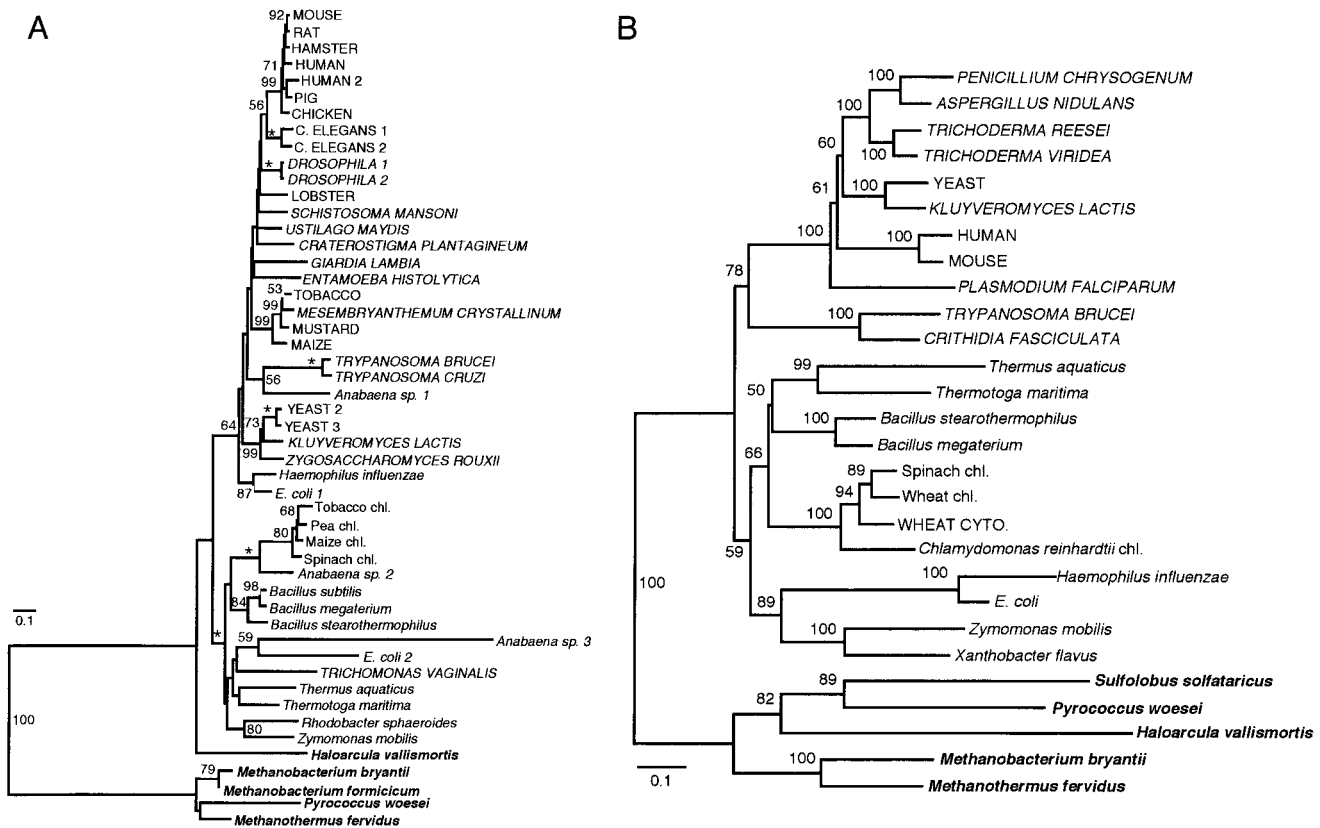 A
92
MOUSE
RAT
HAMSTER
71
HUMAN
99
HUMAN 2
PIG
56
CHICKEN
*
C. ELEGANS 1
C. ELEGANS 2
*
DROSOPHILA 1
DROSOPHILA 2
LOBSTER
SCHISTOSOMA MANSONI
USTILAGO MAYDIS
CRATEROSTIGMA PLANTAGINEUM
GIARDIA LAMBIA
ENTAMOEBA HISTOLYTICA
53
TOBACCO
99
MESEMBRYANTHEMUM CRYSTALLINUM
99
MUSTARD
MAIZE
*
TRYPANOSOMA BRUCEI
56
TRYPANOSOMA CRUZI
Anabaena sp. 1
*
YEAST 2
64
73
YEAST 3
KLUYVEROMYCES LACTIS
99
ZYGOSACCHAROMYCES ROUXII
Haemophilus influenzae
87
E. coli 1
68
Tobacco chl.
Pea chl.
80
Maize chl.
*
Spinach chl.
Anabaena sp. 2
98
Bacillus subtilis
84
Bacillus megaterium
Bacillus stearothermophilus
*
59
Anabaena sp. 3
E. coli 2
TRICHOMONAS VAGINALIS
Thermus aquaticus
Thermotoga maritima
Rhodobacter sphaeroides
80
Zymomonas mobilis
Haloarcula vallismortis
0.1
100
79
Methanobacterium bryantii
Methanobacterium formicicum
Pyrococcus woesei
Methanothermus fervidus
B
100
PENICILLIUM CHRYSOGENUM
100
ASPERGILLUS NIDULANS
TRICHODERMA REESEI
60
100
TRICHODERMA VIRIDEA
61
100
YEAST
KLUYVEROMYCES LACTIS
100
100
HUMAN
MOUSE
78
PLASMODIUM FALCIPARUM
100
TRYPANOSOMA BRUCEI
CRITHIDIA FASCICULATA
99
Thermus aquaticus
50
Thermotoga maritima
100
Bacillus stearothermophilus
66
Bacillus megaterium
89
Spinach chl.
94
Wheat chl.
100
WHEAT CYTO.
59
Chlamydomonas reinhardtii chl.
100
100
Haemophilus influenzae
89
E. coli
100
Zymomonas mobilis
Xanthobacter flavus
89
Sulfolobus solfataricus
82
Pyrococcus woesei
Haloarcula vallismortis
100
Methanobacterium bryantii
Methanothermus fervidus
0.1